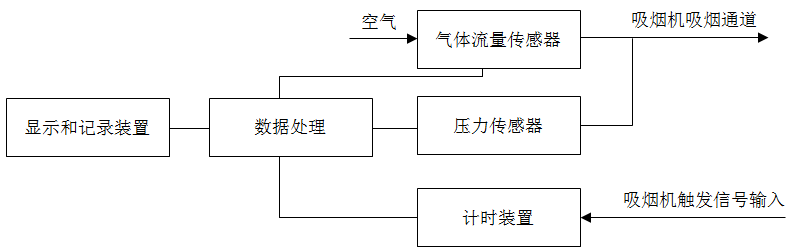 空气
气体流量传感器
吸烟机吸烟通道
显示和记录装置
数据处理
压力传感器
计时装置
吸烟机触发信号输入